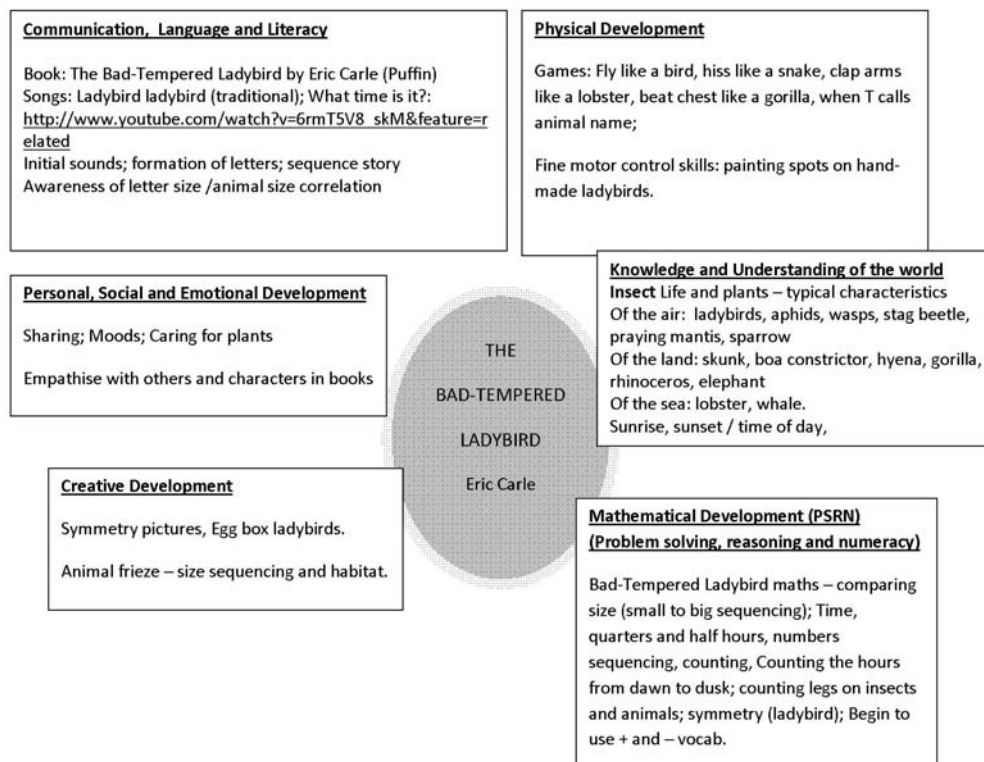 Communication, Language and Literacy
Book: The Bad-Tempered Ladybird by Eric Carle (Puffin)
Songs: Ladybird ladybird (traditional); What time is it?:
http://www.youtube.com/watch?v=6rmT5V8_skM&feature=r
elated
Initial sounds; formation of letters; sequence story
Awareness of letter size /animal size correlation
Physical Development
Games: Fly like a bird, hiss like a snake, clap arms
like a lobster, beat chest like a gorilla, when T calls
animal name;
Fine motor control skills: painting spots on hand-
made ladybirds.
Personal, Social and Emotional Development
Sharing; Moods; Caring for plants
Empathise with others and characters in books
THE
BAD-TEMPERED
LADYBIRD
Eric Carle
Knowledge and Understanding of the world
Insect Life and plants – typical characteristics
Of the air: ladybirds, aphids, wasps, stag beetle,
praying mantis, sparrow
Of the land: skunk, boa constrictor, hyena, gorilla,
rhinoceros, elephant
Of the sea: lobster, whale.
Sunrise, sunset / time of day,
Creative Development
Symmetry pictures, Egg box ladybirds.
Animal frieze – size sequencing and habitat.
Mathematical Development (PSRN)
(Problem solving, reasoning and numeracy)
Bad-Tempered Ladybird maths – comparing
size (small to big sequencing); Time,
quarters and half hours, numbers
sequencing, counting, Counting the hours
from dawn to dusk; counting legs on insects
and animals; symmetry (ladybird); Begin to
use + and – vocab.